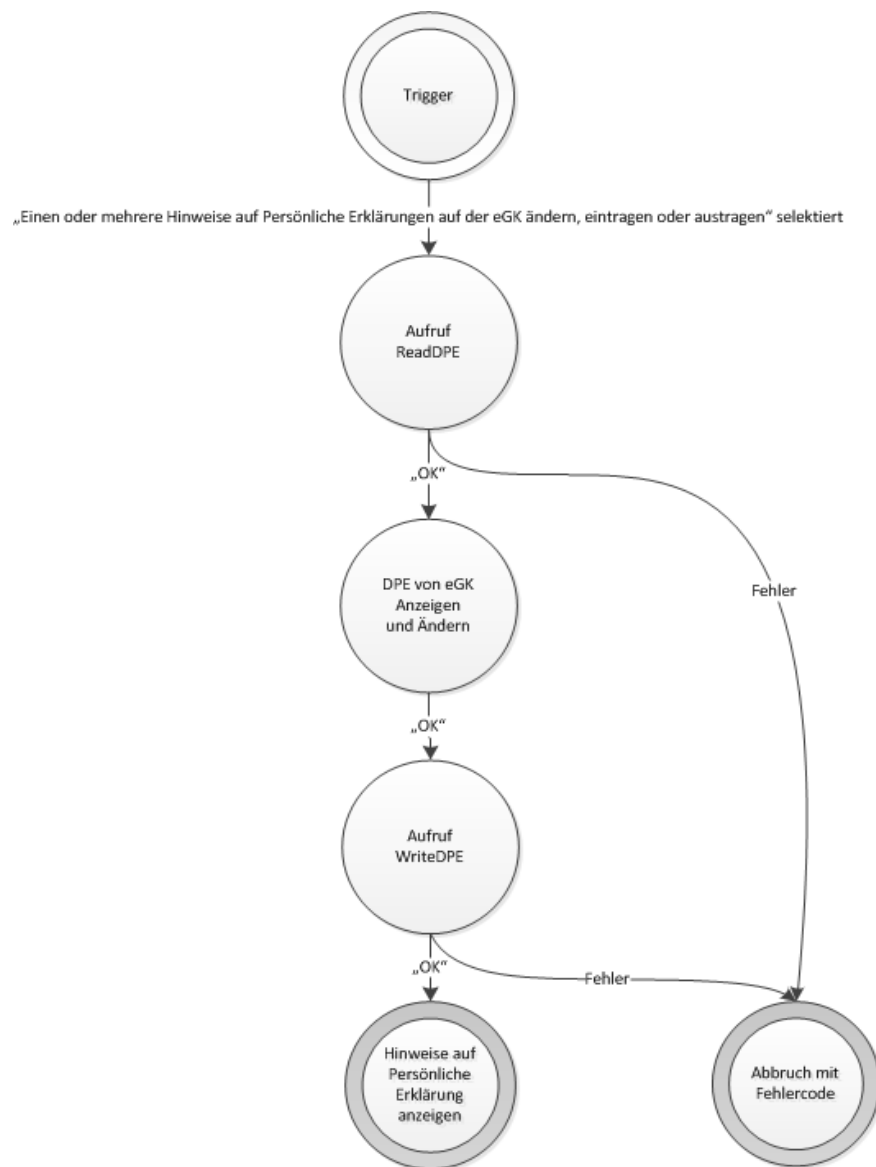 Trigger
„Einen oder mehrere Hinweise auf Persönliche Erklärungen auf der eGK ändern, eintragen oder austragen“ selektiert
Aufruf
ReadDPE
„OK“
DPE von eGK
Anzeigen
und Ändern
Fehler
„OK“
Aufruf
WriteDPE
„OK“
Fehler
Hinweise auf
Persönliche
Erklärung
anzeigen
Abbruch mit
Fehlercode